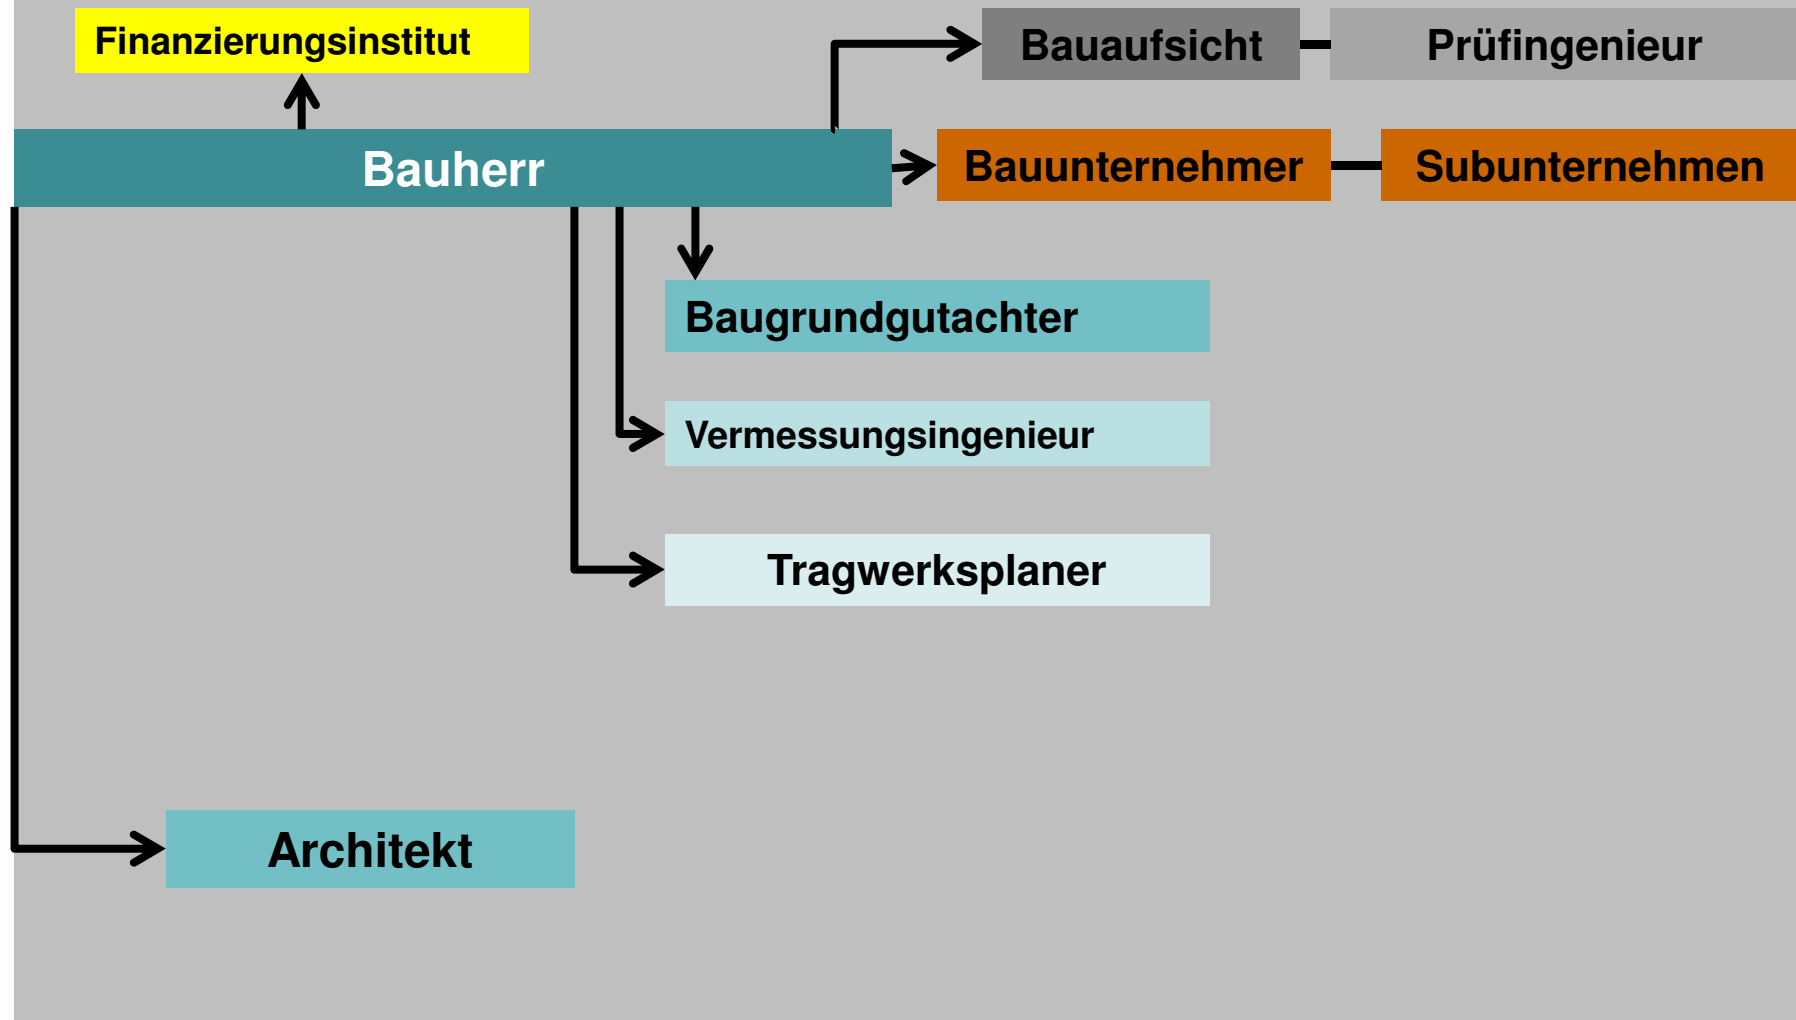 Finanzierungsinstitut
Bauaufsicht
Prüfingenieur
Bauherr
Bauunternehmer
Subunternehmen
Baugrundgutachter
Vermessungsingenieur
Tragwerksplaner
Architekt